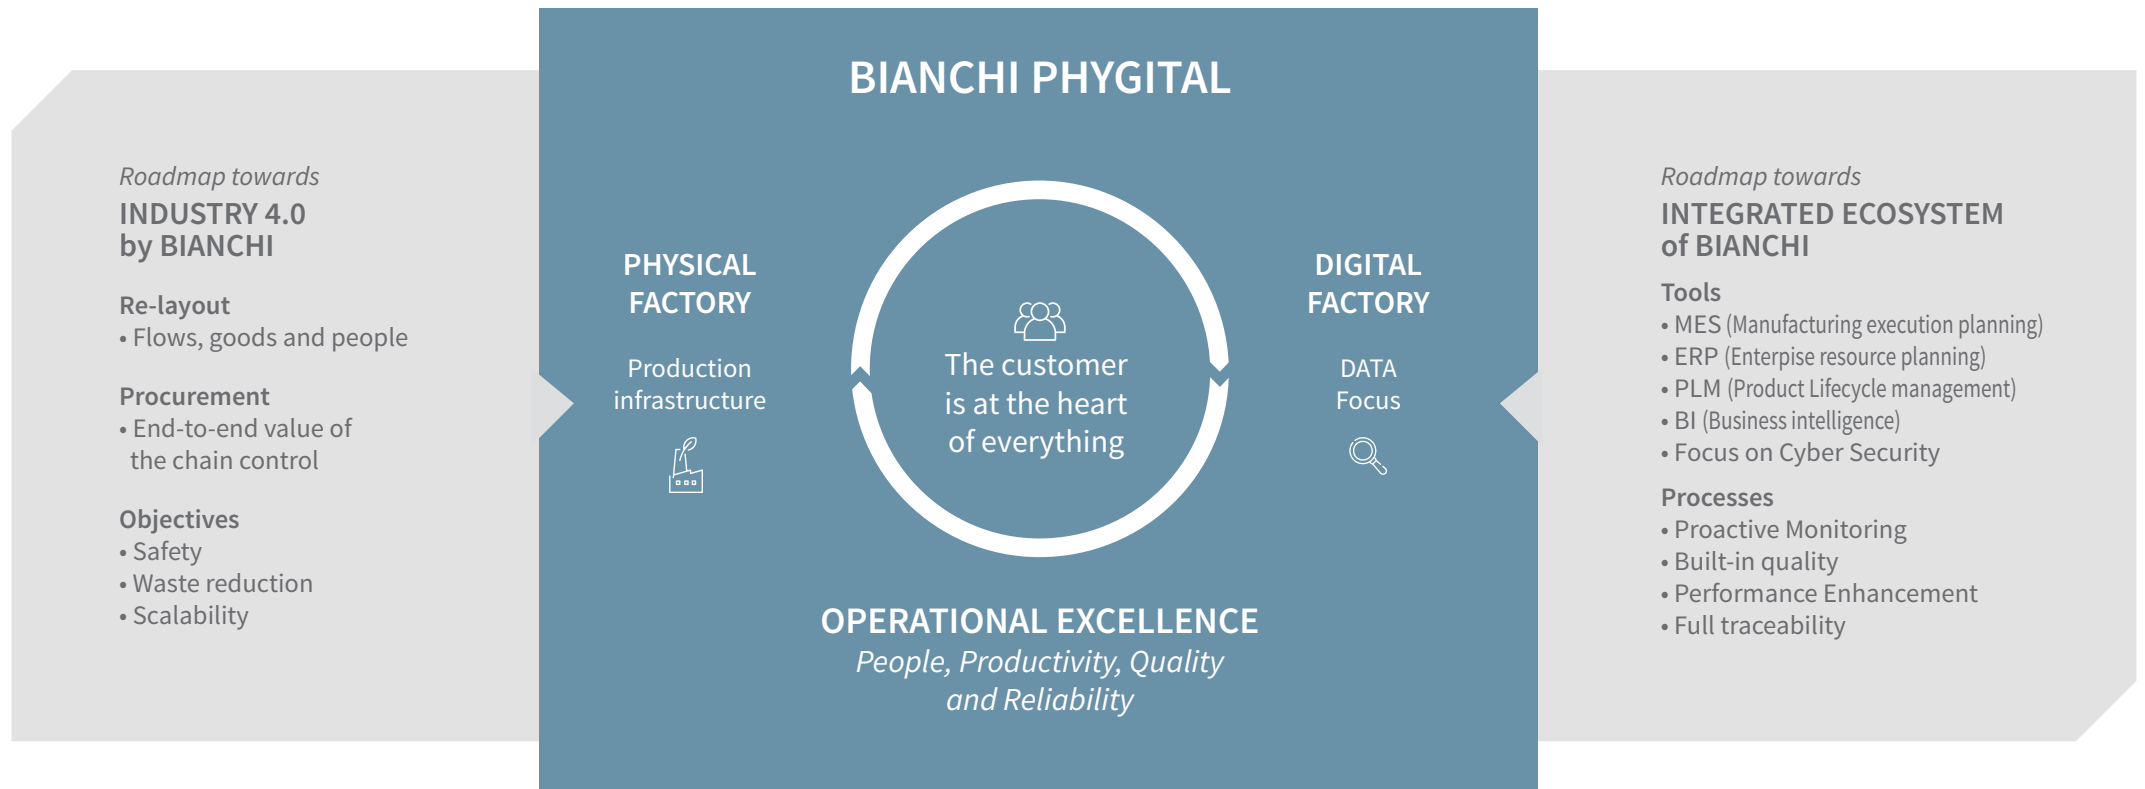 BIANCHI PHYGITAL
Roadmap towards
INDUSTRY 4.0
by BIANCHI
Re-layout
• Flows, goods and people
Procurement
• End-to-end value of
the chain control
Objectives
• Safety
• Waste reduction
• Scalability
PHYSICAL
FACTORY
Production
infrastructure
The customer
is at the heart
of everything
DIGITAL
FACTORY
DATA
Focus
OPERATIONAL EXCELLENCE
People, Productivity, Quality
and Reliability
Roadmap towards
INTEGRATED ECOSYSTEM
of BIANCHI
Tools
• MES (Manufacturing execution planning)
• ERP (Enterpise resource planning)
• PLM (Product Lifecycle management)
• BI (Business intelligence)
• Focus on Cyber Security
Processes
• Proactive Monitoring
• Built-in quality
• Performance Enhancement
• Full traceability